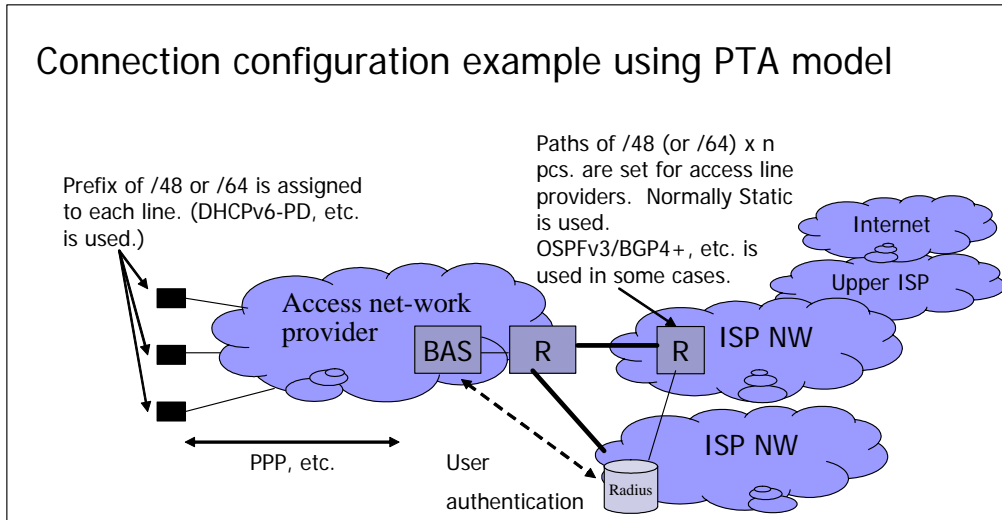 Connection configuration example using PTA model
Paths of /48 (or /64) x n
pcs. are set for access line
providers.  Normally Static
is used.
OSPFv3/BGP4+, etc. is
used in some cases.
Prefix of /48 or /64 is assigned
to each line. (DHCPv6-PD, etc.
is used.)
Internet
Upper ISP
Access net-work
provider
BAS
R
R
ISP NW
ISP NW
PPP, etc.
User
authentication
Radius